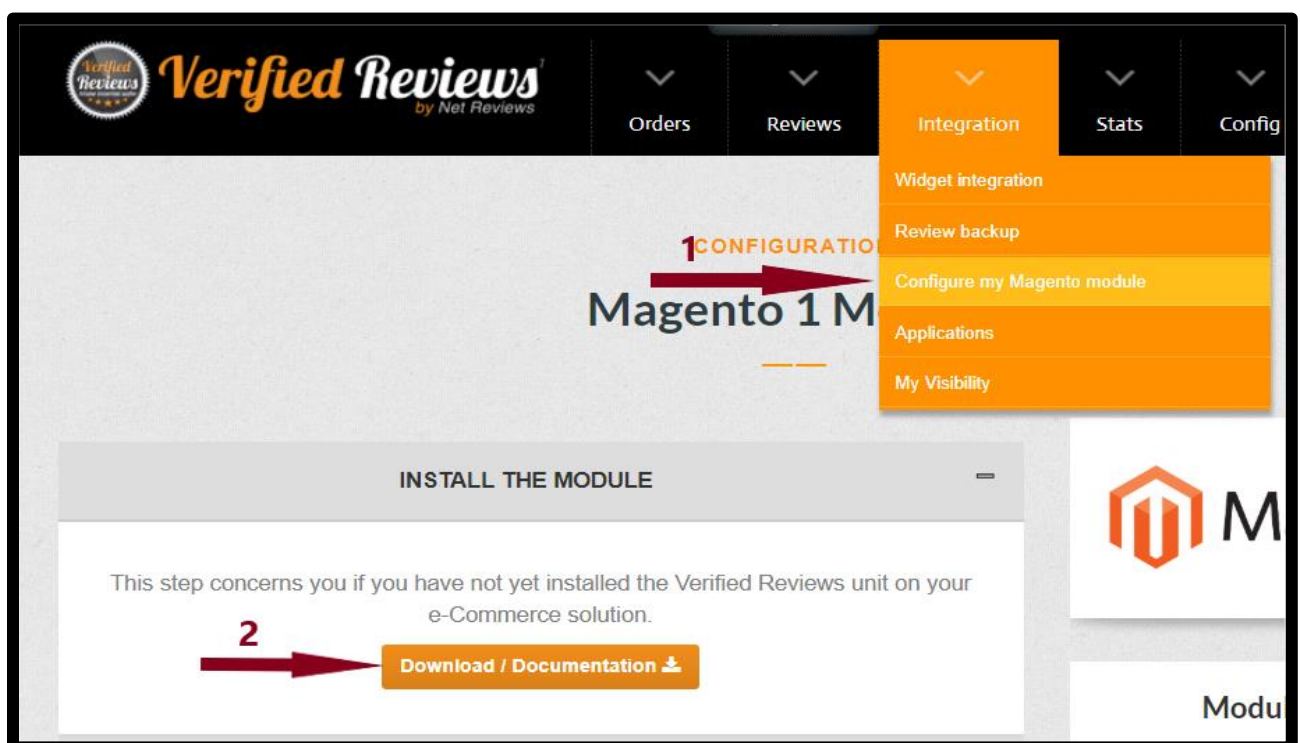 Verified
Reviews
Verified Reviews
by Net Reviews
Orders
Reviews
Integration
Stats
Config
Widget integration
Review backup
Configure my Magento module
Applications
My Visibility
1
CONFIGURATIO
Magento 1 M
INSTALL THE MODULE
M
This step concerns you if you have not yet installed the Verified Reviews unit on your
e-Commerce solution.
2
Download / Documentation
Modu